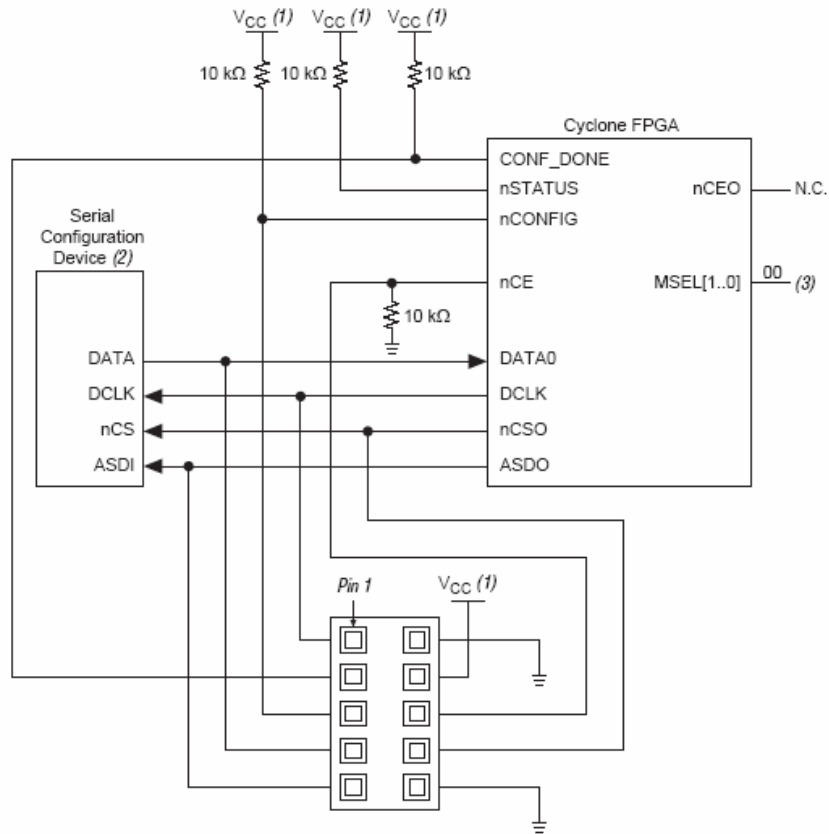 VCC (1) VCC (1) VCC (1)
10 kΩ 10 kΩ 10 kΩ
Cyclone FPGA
CONF_DONE
nSTATUS nCEO N.C.
nCONFIG
Serial
Configuration
Device (2)
nCE MSEL[1..0] 00 (3)
10 kΩ
DATA DATA0
DCLK DCLK
nCS nCSO
ASDI ASDO
Pin 1 VCC (1)